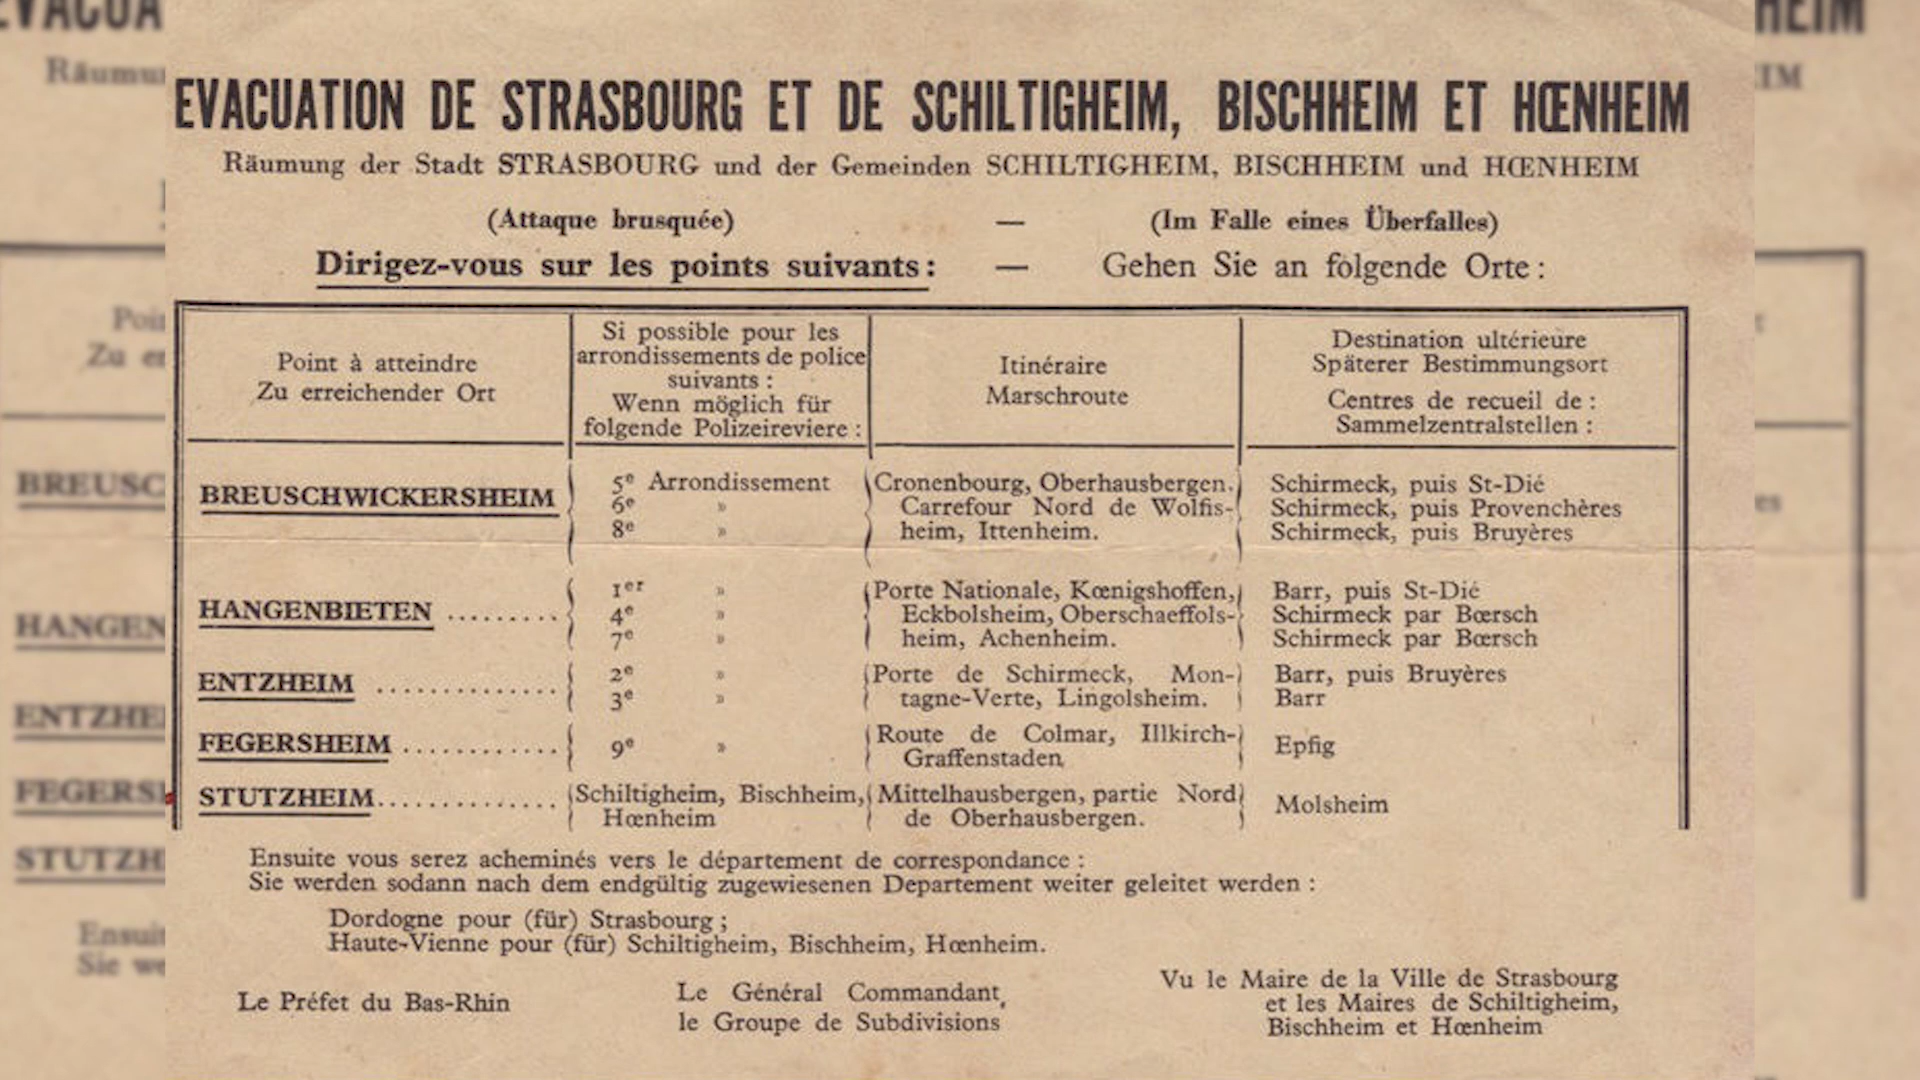 EVACUATION DE STRASBOURG ET DE SCHILTIGHEIM, BISCHHEIM ET HŒNHEIM
Räumung der Stadt STRASBOURG und der Gemeinden SCHILTIGHEIM, BISCHHEIM und HŒNHEIM
(Attaque brusquée) — (Im Falle eines Überfalles)
Dirigez-vous sur les points suivants: — Gehen Sie an folgende Orte:
Point à atteindre
Zu erreichender Ort
Si possible pour les
arrondissements de police
suivants :
Wenn möglich für
folgende Polizeireviere :
Itinéraire
Marschroute
Destination ultérieure
Späterer Bestimmungsort
Centres de recueil de :
Sammelzentralstellen :
BREUSCHWICKERSHEIM
5e Arrondissement
6e »
8e »
Cronenbourg, Oberhausbergen.
Carrefour Nord de Wolfis-
heim, Ittenheim.
Schirmeck, puis St-Dié
Schirmeck, puis Provenchères
Schirmeck, puis Bruyères
HANGENBIETEN .........
1er »
4e »
7e »
Porte Nationale, Kœnigshoffen,
Eckbolsheim, Oberschaeffols-
heim, Achenheim.
Barr, puis St-Dié
Schirmeck par Bœrsch
Schirmeck par Bœrsch
ENTZHEIM ..............
2e »
3e »
Porte de Schirmeck, Mon-
tagne-Verte, Lingolsheim.
Barr, puis Bruyères
Barr
FEGERSHEIM ............
9e »
Route de Colmar, Illkirch-
Graffenstaden
Epfig
STUTZHEIM..............
Schiltigheim, Bischheim,
Hœnheim
Mittelhausbergen, partie Nord
de Oberhausbergen.
Molsheim
Ensuite vous serez acheminés vers le département de correspondance :
Sie werden sodann nach dem endgültig zugewiesenen Departement weiter geleitet werden :
Dordogne pour (für) Strasbourg ;
Haute-Vienne pour (für) Schiltigheim, Bischheim, Hœnheim.
Le Préfet du Bas-Rhin
Le Général Commandant,
le Groupe de Subdivisions
Vu le Maire de la Ville de Strasbourg
et les Maires de Schiltigheim,
Bischheim et Hœnheim